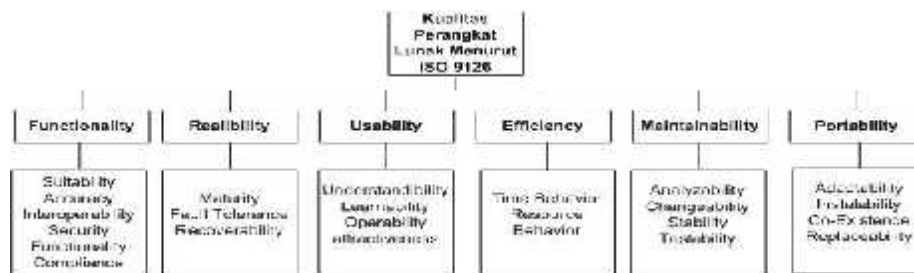 Kualitas
Perangkat
Lunak Menurut
ISO 9126
Functionality
Realibility
Usability
Efficiency
Maintainability
Portability
Suitability
Accuracy
Interoperability
Security
Functionality
Compliance
Maturity
Fault Tolerance
Recoverability
Understandibility
Learnability
Operability
Time Behavior
Resource
Behavior
Analyzability
Changeability
Stability
Testability
Adaptability
Instalability
Co-Existence
Replaceability